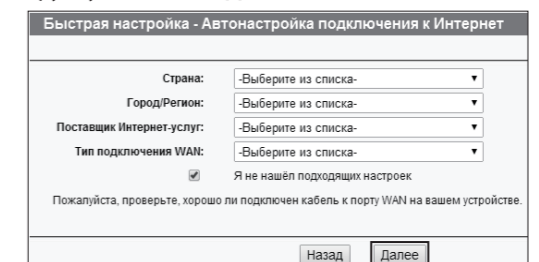 Быстрая настройка - Автонастройка подключения к Интернет
Страна: -Выберите из списка-
Город/Регион: -Выберите из списка-
Поставщик Интернет-услуг: -Выберите из списка-
Тип подключения WAN: -Выберите из списка-
Я не нашёл подходящих настроек
Пожалуйста, проверьте, хорошо ли подключен кабель к порту WAN на вашем устройстве.
Назад Далее